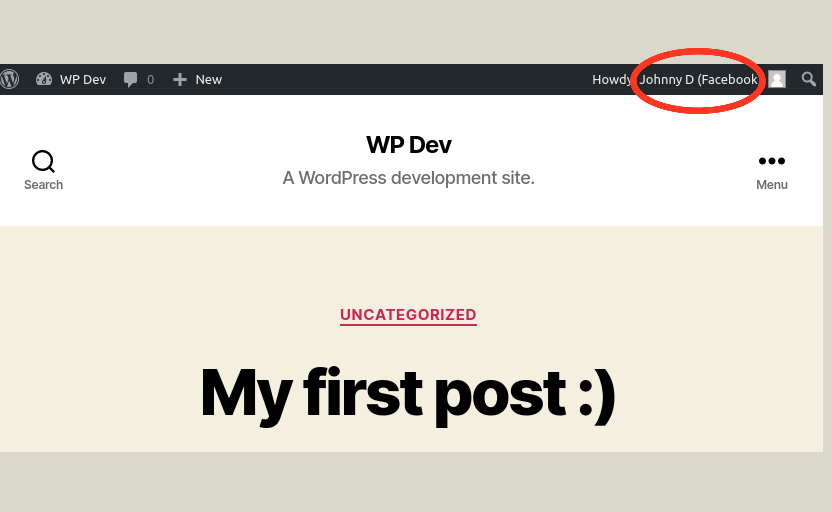 WP Dev 0 New Howdy, Johnny D (Facebook)
WP Dev
A WordPress development site.
Search
Menu
UNCATEGORIZED
My first post :)